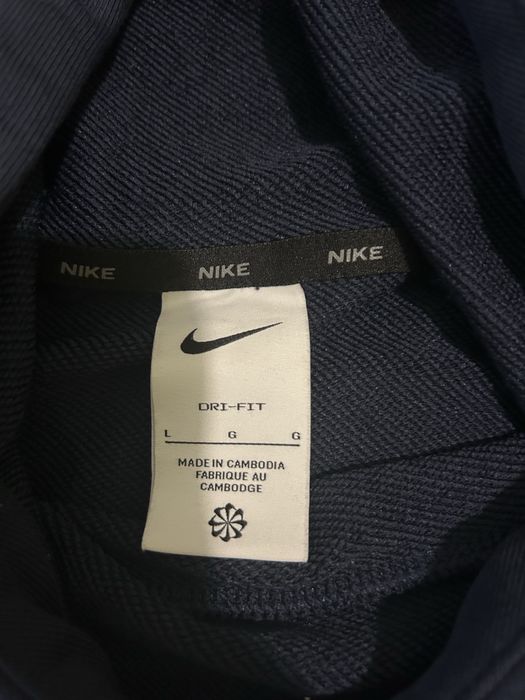 NIKE NIKE NIKE
DRI-FIT
L G G
MADE IN CAMBODIA
FABRIQUE AU
CAMBODGE